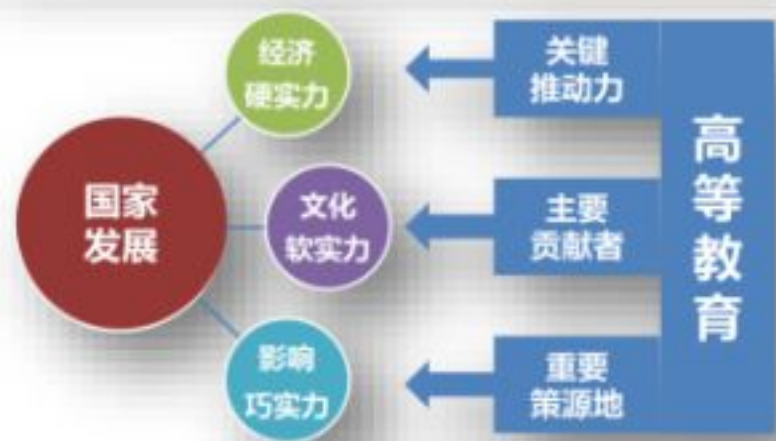 经济
硬实力
关键
推动力
国家
发展
文化
软实力
主要
贡献者
高等教育
影响
巧实力
重要
策源地